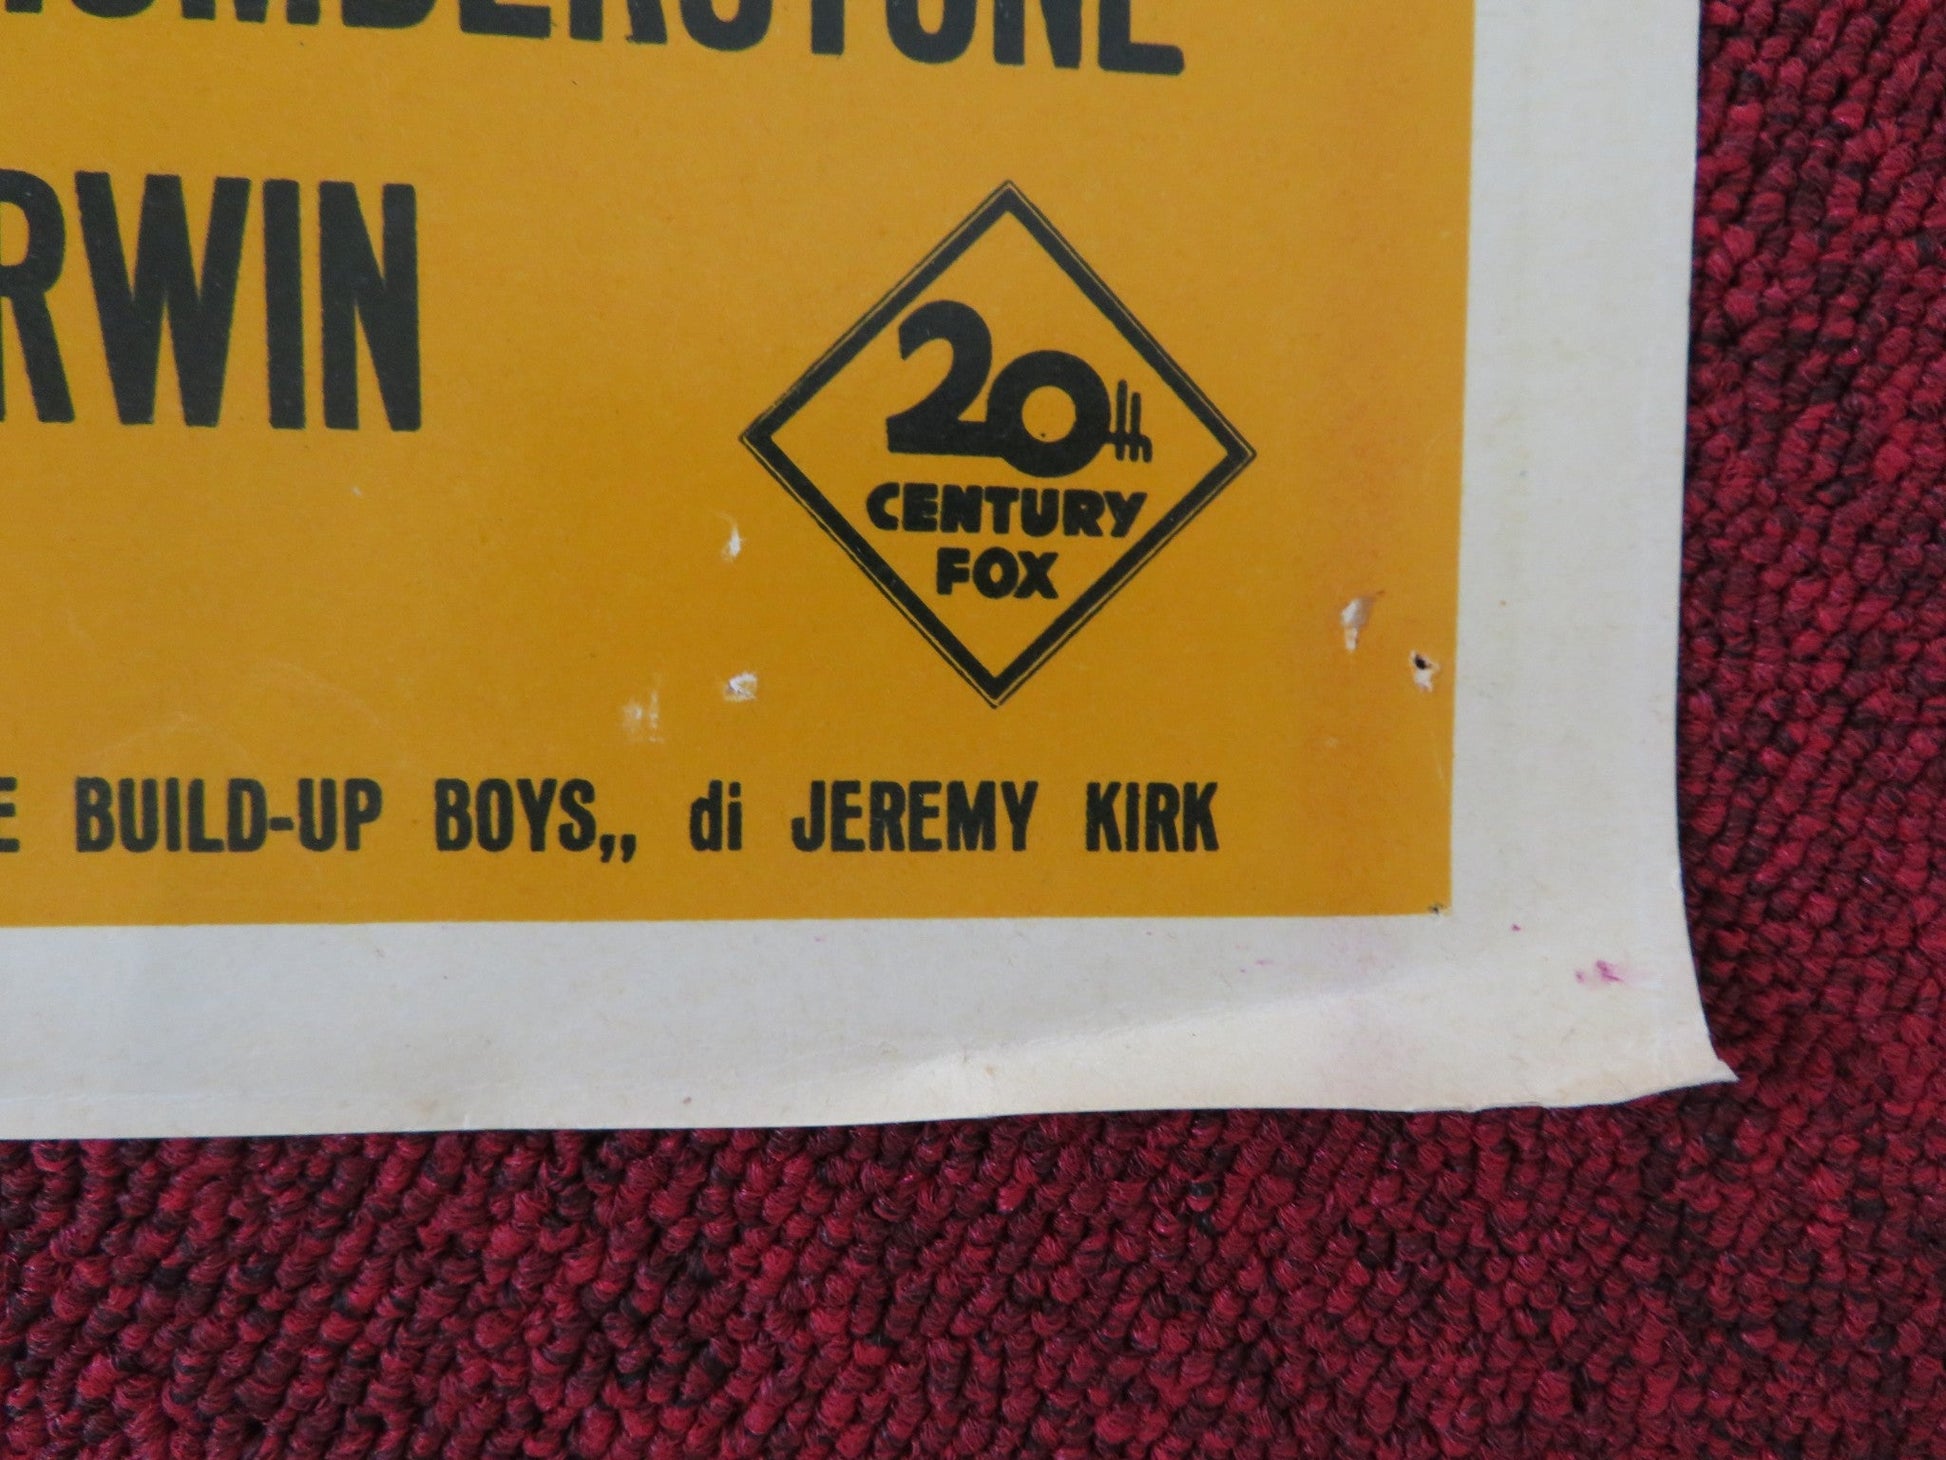 RWIN
20th
CENTURY
FOX
BUILD-UP BOYS„ di JEREMY KIRK